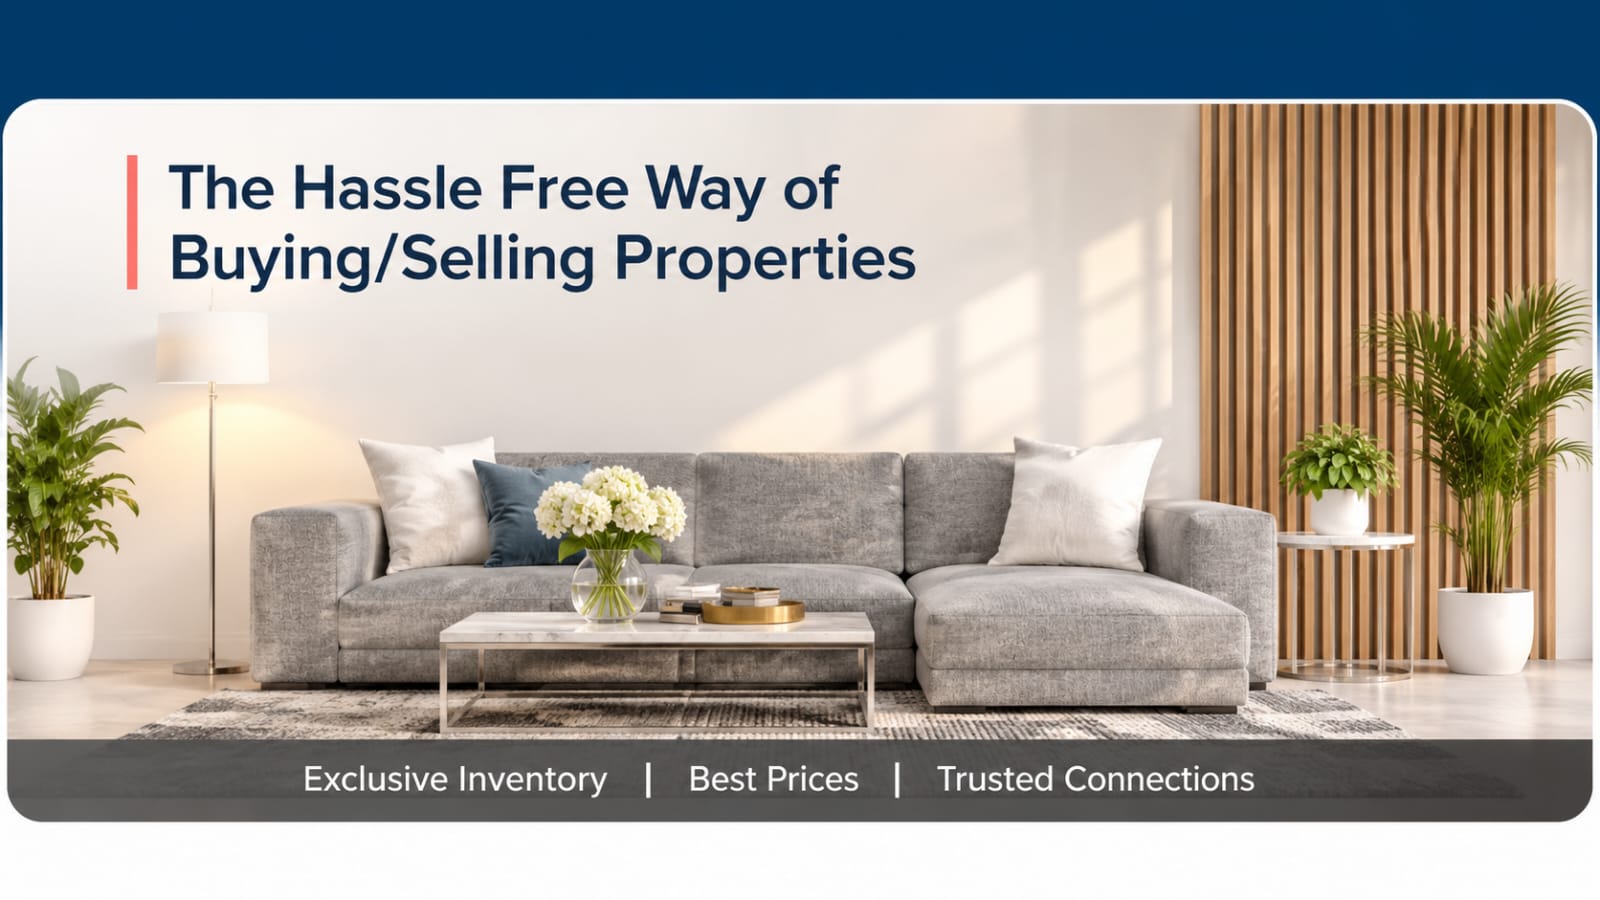 The Hassle Free Way of
Buying/Selling Properties
Exclusive Inventory | Best Prices | Trusted Connections